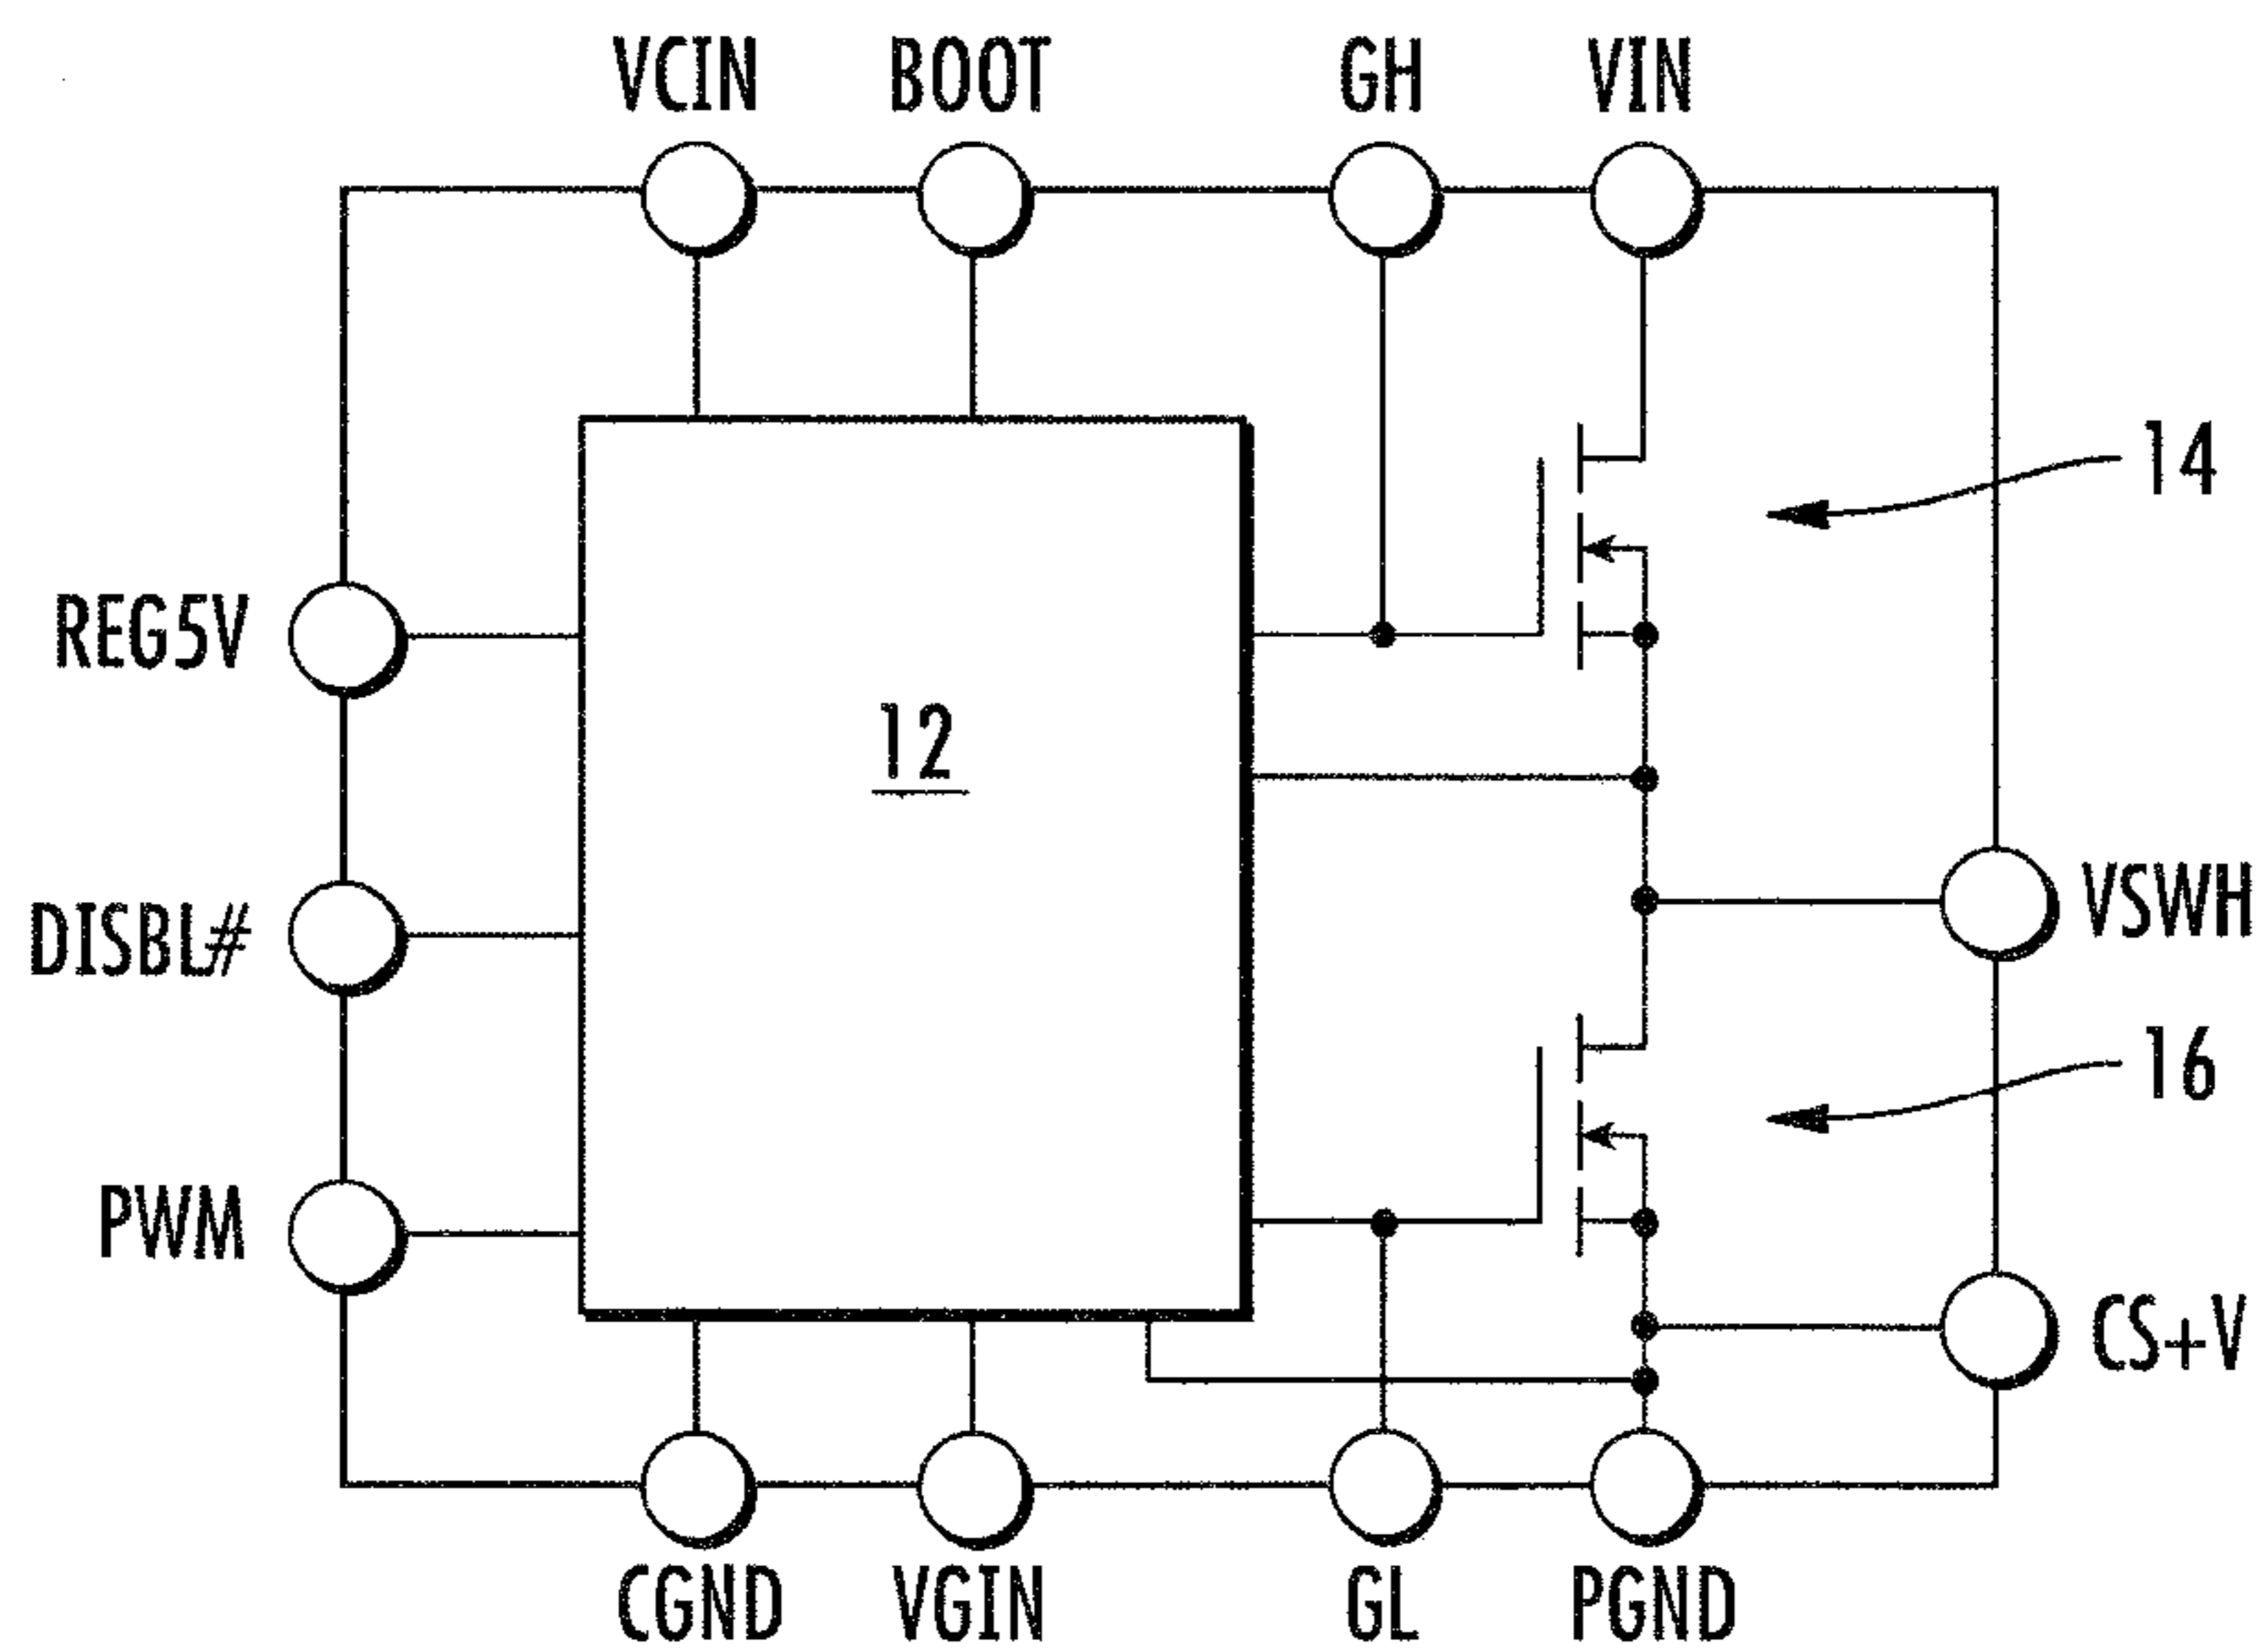 VCIN BOOT GH VIN
14
REG5V
12
VSWH
DISBL#
16
PWM
CS+V
CGND VGIN GL PGND